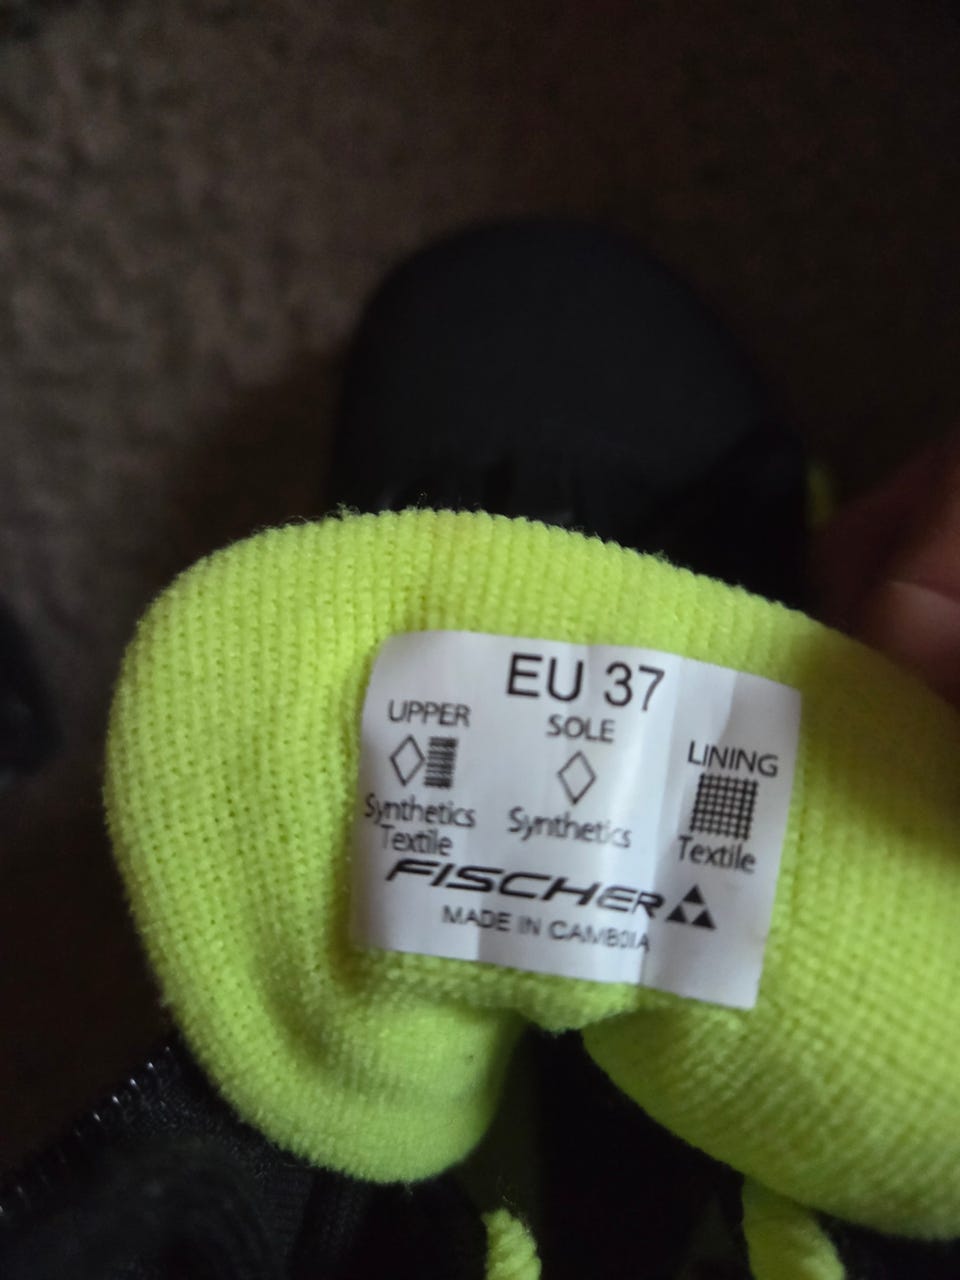 EU 37
UPPER SOLE LINING
Synthetics Synthetics Textile
Textile
FISCHER
MADE IN CAMBODIA